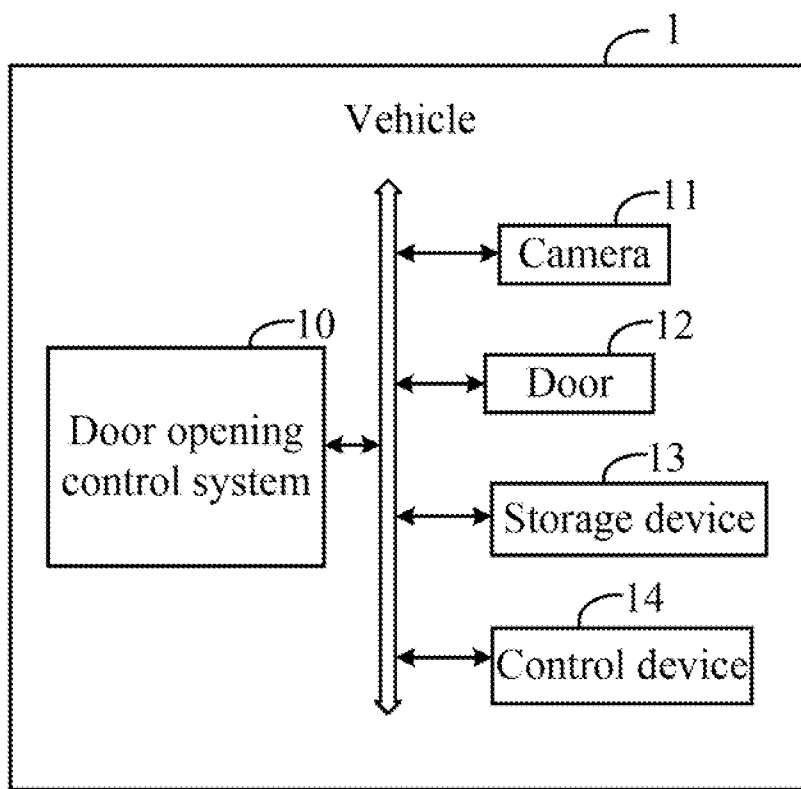 1
Vehicle
11
Camera
10
12
Door opening
control system
Door
13
Storage device
14
Control device